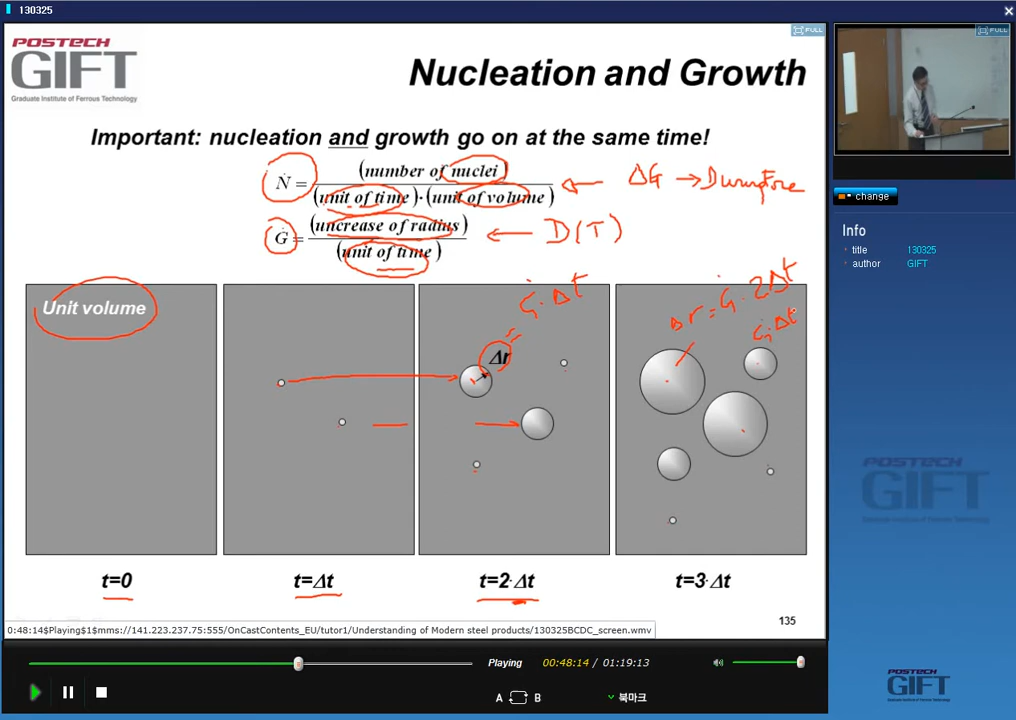 130325
POSTECH
GIFT
Graduate Institute of Ferrous Technology
FULL
FULL
Nucleation and Growth
Important: nucleation and growth go on at the same time!
Ṅ = (number of nuclei) / (unit of time)·(unit of volume)
ΔG → Driving force
Ġ = (increase of radius) / (unit of time)
D(T)
Unit volume
Δr
= Ġ·Δt
Δr = Ġ·2Δt
Ġ Δt
t=0
t=Δt
t=2·Δt
t=3·Δt
135
change
Info
title 130325
author GIFT
POSTECH
GIFT
0:48:14$Playing$1$mms://141.223.237.75:555/OnCastContents_EU/tutor1/Understanding of Modern steel products/130325BCDC_screen.wmv
Playing 00:48:14 / 01:19:13
A B 북마크
POSTECH
GIFT